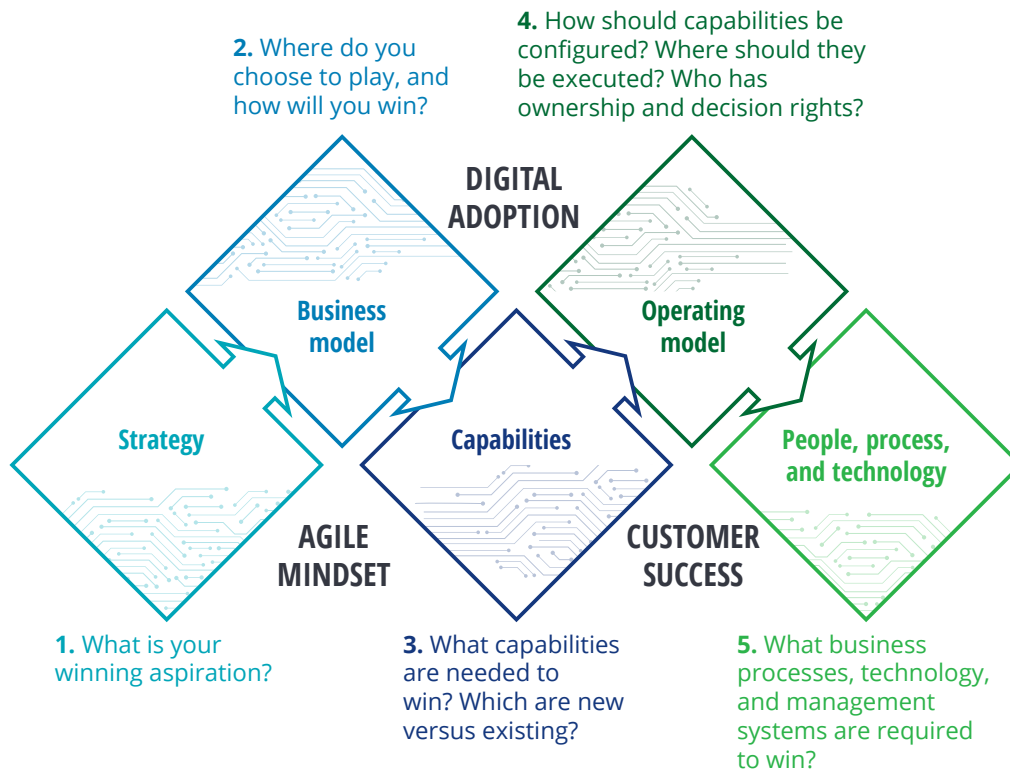 2. Where do you
choose to play, and
how will you win?
4. How should capabilities be
configured? Where should they
be executed? Who has
ownership and decision rights?
DIGITAL
ADOPTION
Business
model
Operating
model
Strategy
Capabilities
People, process,
and technology
AGILE
MINDSET
CUSTOMER
SUCCESS
1. What is your
winning aspiration?
3. What capabilities
are needed to
win? Which are new
versus existing?
5. What business
processes, technology,
and management
systems are required
to win?